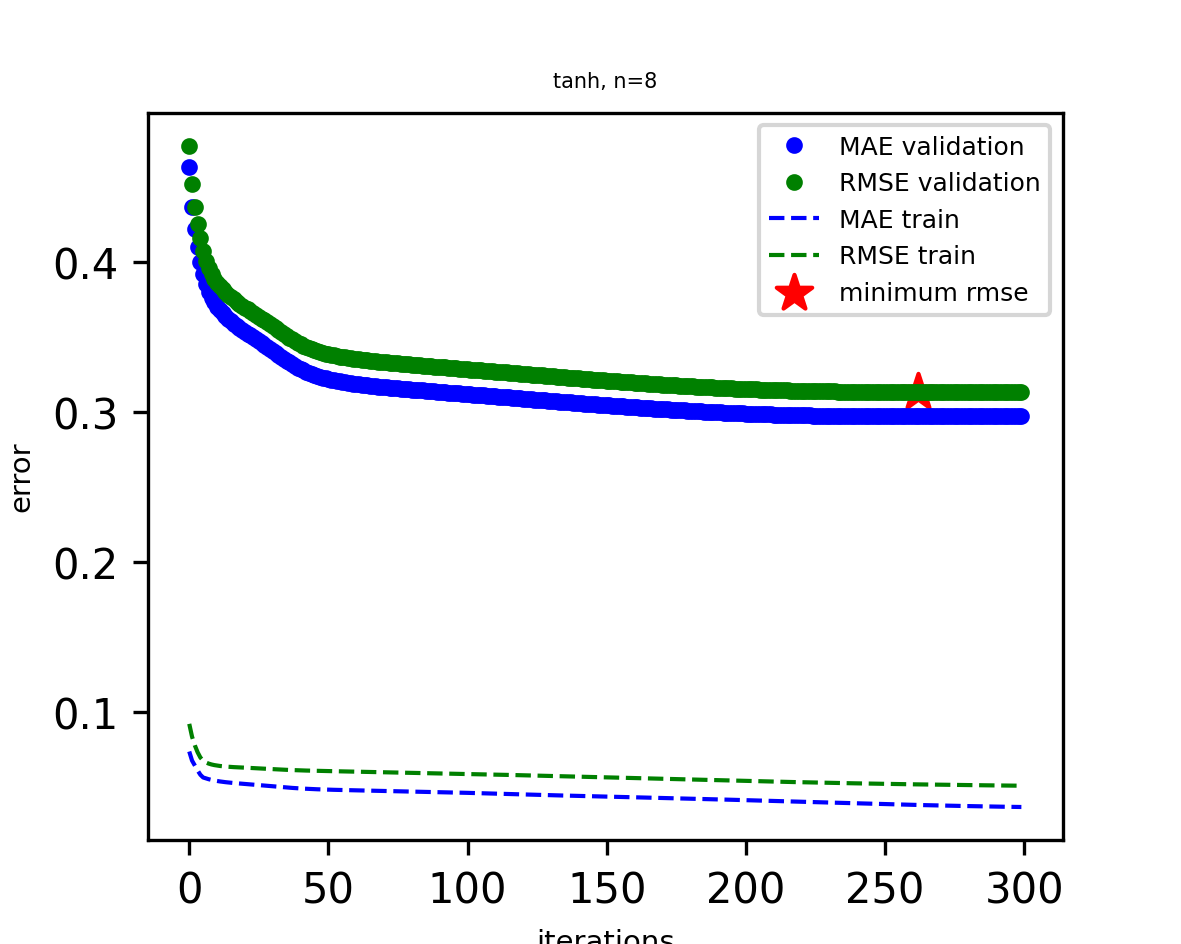 tanh, n=8
MAE validation
RMSE validation
MAE train
RMSE train
minimum rmse
error
0.4
0.3
0.2
0.1
0 50 100 150 200 250 300
iterations